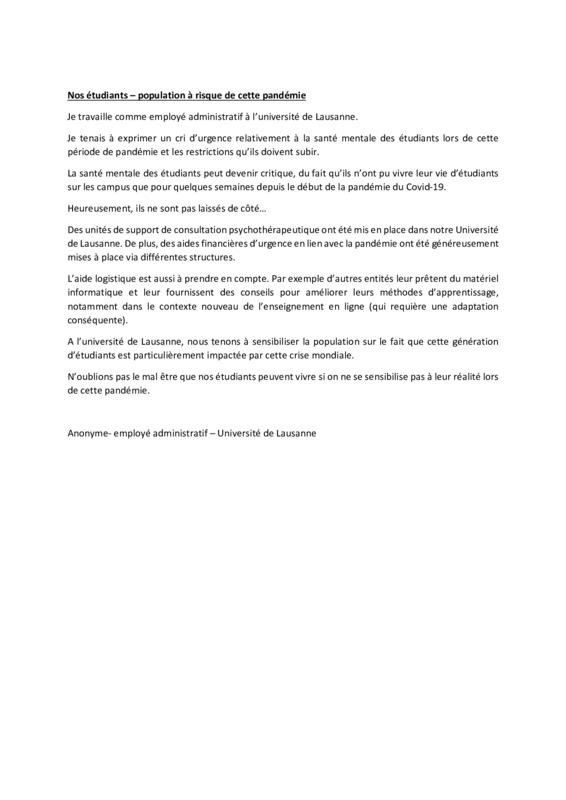 Nos étudiants – population à risque de cette pandémie
Je travaille comme employé administratif à l'université de Lausanne.
Je tenais à exprimer un cri d'urgence relativement à la santé mentale des étudiants lors de cette
période de pandémie et les restrictions qu'ils doivent subir.
La santé mentale des étudiants peut devenir critique, du fait qu'ils n'ont pu vivre leur vie d'étudiants
sur les campus que pour quelques semaines depuis le début de la pandémie du Covid-19.
Heureusement, ils ne sont pas laissés de côté…
Des unités de support de consultation psychothérapeutique ont été mis en place dans notre Université
de Lausanne. De plus, des aides financières d'urgence en lien avec la pandémie ont été généreusement
mises à place via différentes structures.
L'aide logistique est aussi à prendre en compte. Par exemple d'autres entités leur prêtent du matériel
informatique et leur fournissent des conseils pour améliorer leurs méthodes d'apprentissage,
notamment dans le contexte nouveau de l'enseignement en ligne (qui requière une adaptation
conséquente).
A l'université de Lausanne, nous tenons à sensibiliser la population sur le fait que cette génération
d'étudiants est particulièrement impactée par cette crise mondiale.
N'oublions pas le mal être que nos étudiants peuvent vivre si on ne se sensibilise pas à leur réalité lors
de cette pandémie.
Anonyme- employé administratif – Université de Lausanne